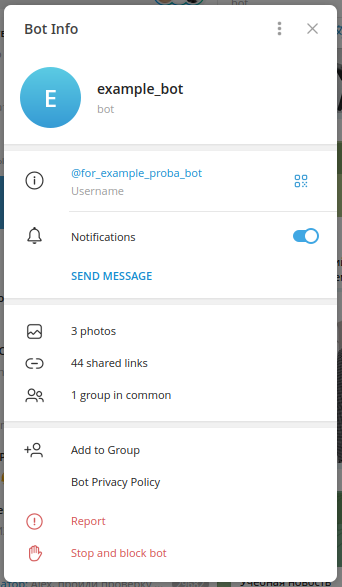 bot
Bot Info
E
example_bot
bot
@for_example_proba_bot
Username
Notifications
SEND MESSAGE
3 photos
44 shared links
1 group in common
Add to Group
Bot Privacy Policy
Report
Stop and block bot